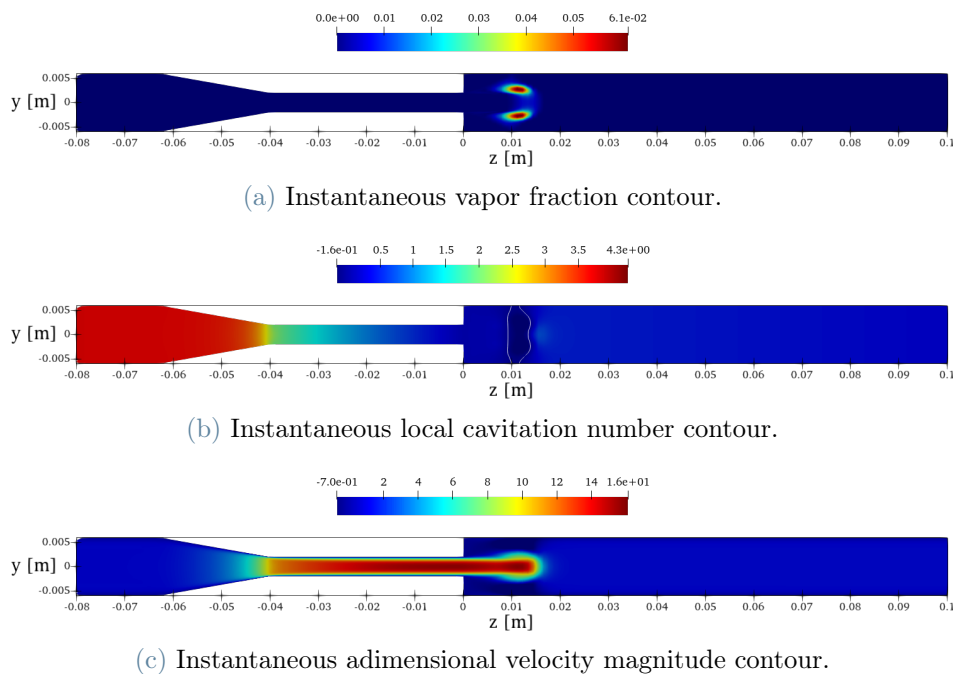 0.0e+00 0.01 0.02 0.03 0.04 0.05 6.1e-02
0.005
y [m] 0
-0.005
-0.08 -0.07 -0.06 -0.05 -0.04 -0.03 -0.02 -0.01 0 0.01 0.02 0.03 0.04 0.05 0.06 0.07 0.08 0.09 0.1
z [m]
(a) Instantaneous vapor fraction contour.
-1.6e-01 0.5 1 1.5 2 2.5 3 3.5 4.3e+00
0.005
y [m] 0
-0.005
-0.08 -0.07 -0.06 -0.05 -0.04 -0.03 -0.02 -0.01 0 0.01 0.02 0.03 0.04 0.05 0.06 0.07 0.08 0.09 0.1
z [m]
(b) Instantaneous local cavitation number contour.
-7.0e-01 2 4 6 8 10 12 14 1.6e+01
0.005
y [m] 0
-0.005
-0.08 -0.07 -0.06 -0.05 -0.04 -0.03 -0.02 -0.01 0 0.01 0.02 0.03 0.04 0.05 0.06 0.07 0.08 0.09 0.1
z [m]
(c) Instantaneous adimensional velocity magnitude contour.